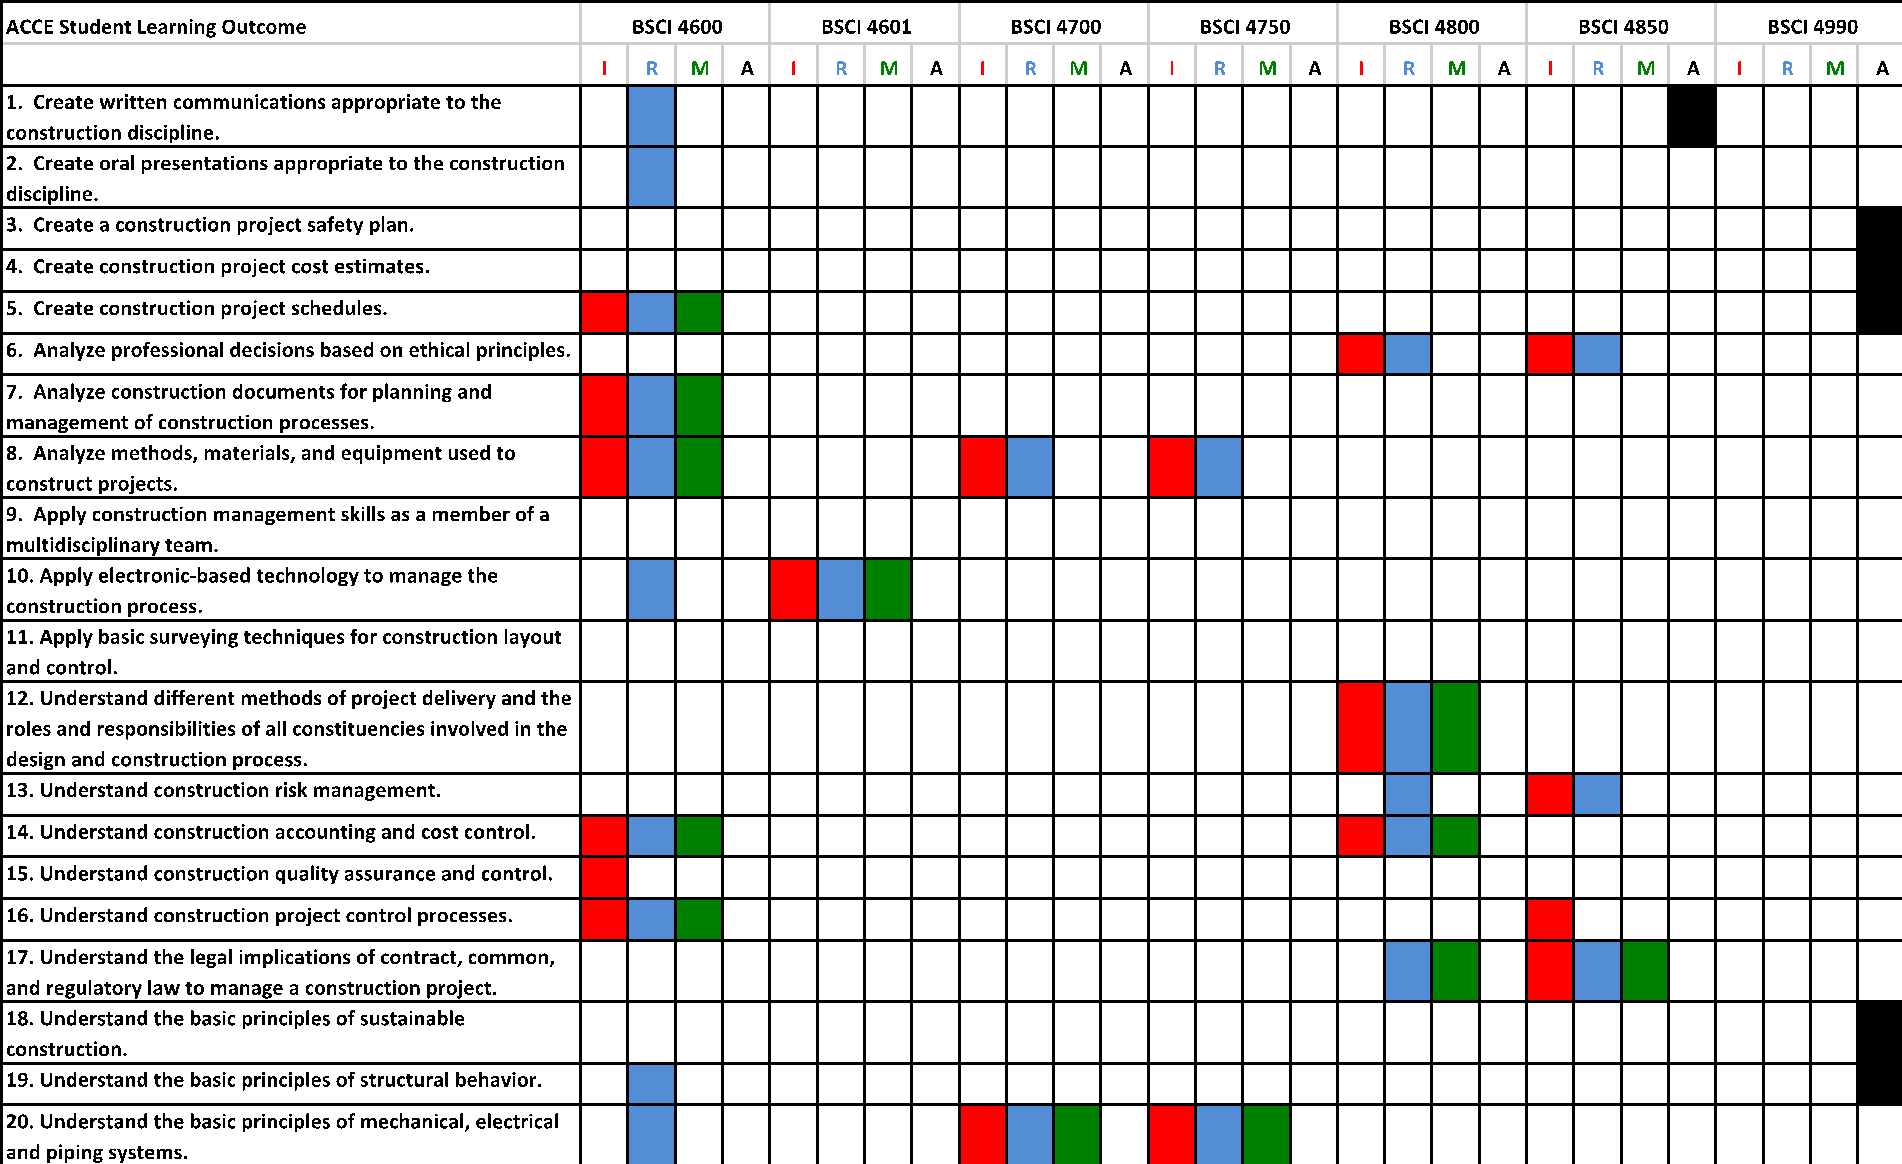 ACCE Student Learning Outcome BSCI 4600 BSCI 4601 BSCI 4700 BSCI 4750 BSCI 4800 BSCI 4850 BSCI 4990
I R M A I R M A I R M A I R M A I R M A I R M A I R M A
1. Create written communications appropriate to the
construction discipline.
2. Create oral presentations appropriate to the construction
discipline.
3. Create a construction project safety plan.
4. Create construction project cost estimates.
5. Create construction project schedules.
6. Analyze professional decisions based on ethical principles.
7. Analyze construction documents for planning and
management of construction processes.
8. Analyze methods, materials, and equipment used to
construct projects.
9. Apply construction management skills as a member of a
multidisciplinary team.
10. Apply electronic-based technology to manage the
construction process.
11. Apply basic surveying techniques for construction layout
and control.
12. Understand different methods of project delivery and the
roles and responsibilities of all constituencies involved in the
design and construction process.
13. Understand construction risk management.
14. Understand construction accounting and cost control.
15. Understand construction quality assurance and control.
16. Understand construction project control processes.
17. Understand the legal implications of contract, common,
and regulatory law to manage a construction project.
18. Understand the basic principles of sustainable
construction.
19. Understand the basic principles of structural behavior.
20. Understand the basic principles of mechanical, electrical
and piping systems.